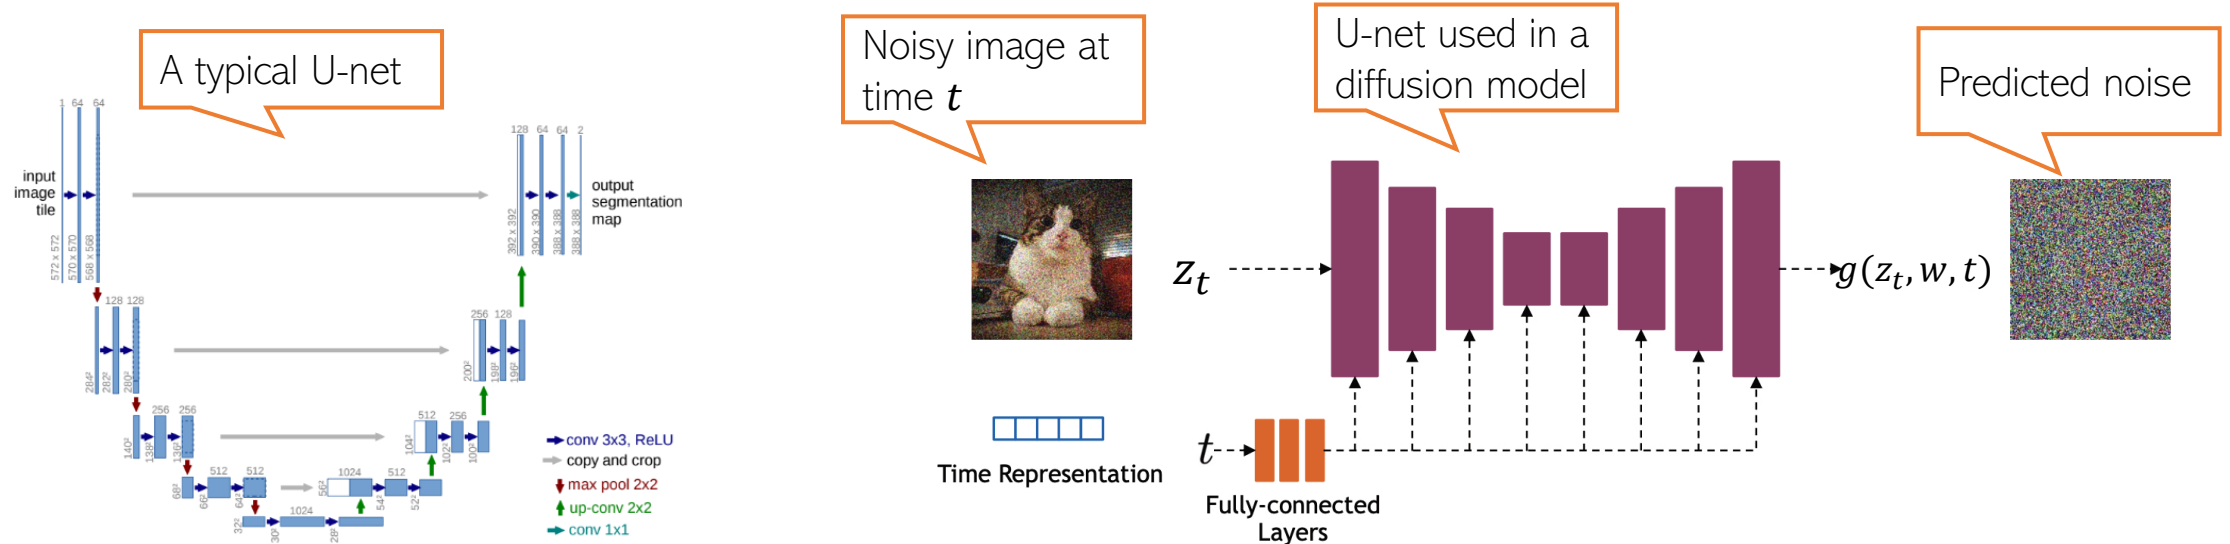 A typical U-net
1 64 64
input
image
tile
572 x 572
570 x 570
568 x 568
128 64 64 2
output
segmentation
map
392 x 392
390 x 390
388 x 388
388 x 388
128 128
284²
282²
280²
256 128
200²
198²
196²
256 256
140²
138²
136²
512 256
104²
102²
100²
512 512
68²
66²
64²
1024 512
56²
54²
52²
1024
32²
30²
28²
conv 3x3, ReLU
copy and crop
max pool 2x2
up-conv 2x2
conv 1x1
Noisy image at
time t
U-net used in a
diffusion model
Predicted noise
z_t
g(z_t, w, t)
Time Representation
t
Fully-connected
Layers